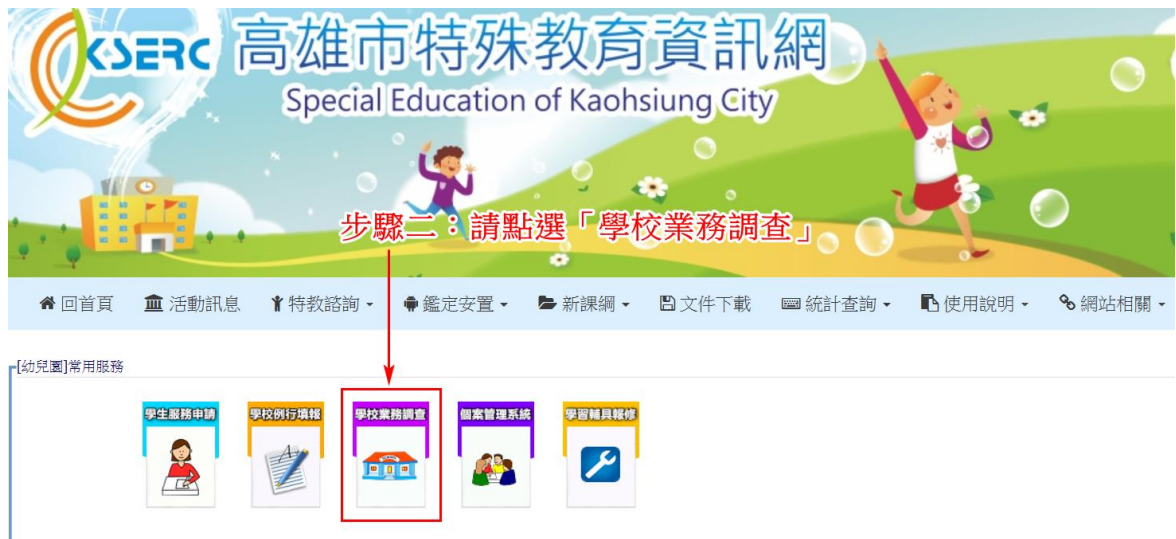 KSERC 高雄市特殊教育資訊網
Special Education of Kaohsiung City
步驟二：請點選「學校業務調查」
回首頁 活動訊息 特教諮詢 鑑定安置 新課綱 文件下載 統計查詢 使用說明 網站相關
[幼兒園]常用服務
學生服務申請 學校例行填報 學校業務調查 個案管理系統 學習輔具報修